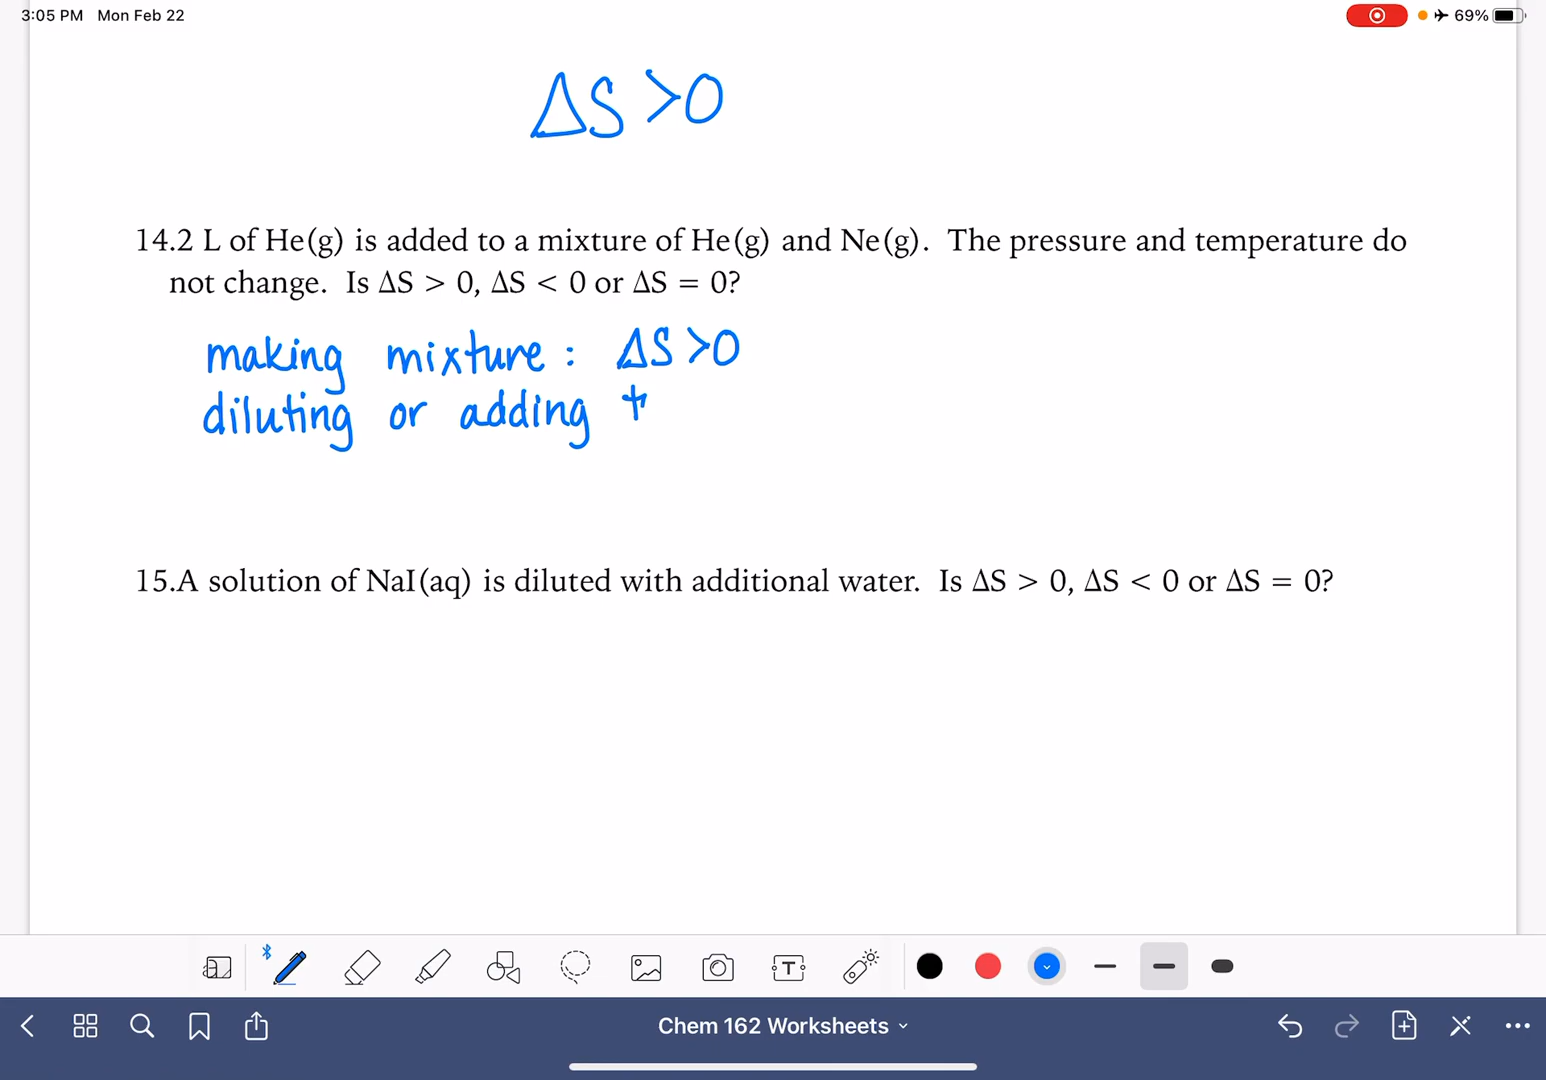 3:05 PM Mon Feb 22
69%
ΔS >0
14.2 L of He(g) is added to a mixture of He(g) and Ne(g). The pressure and temperature do
not change. Is ΔS > 0, ΔS < 0 or ΔS = 0?
making mixture : ΔS >0
diluting or adding
15.A solution of NaI(aq) is diluted with additional water. Is ΔS > 0, ΔS < 0 or ΔS = 0?
Chem 162 Worksheets